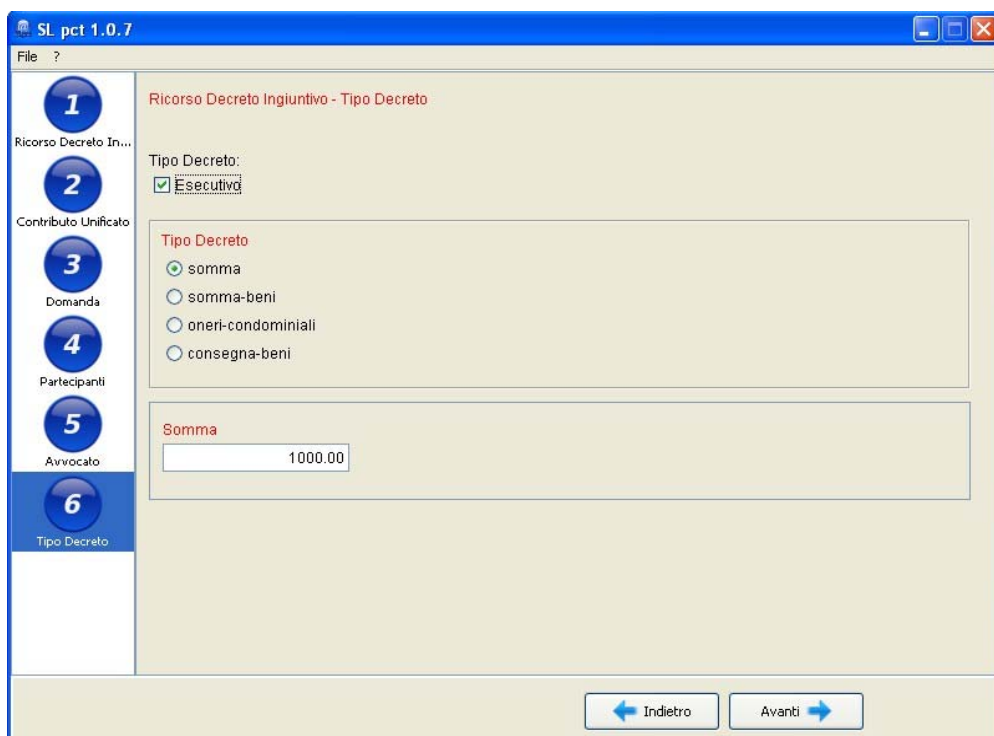 SL pct 1.0.7
File ?
1
Ricorso Decreto In...
2
Contributo Unificato
3
Domanda
4
Partecipanti
5
Avvocato
6
Tipo Decreto
Ricorso Decreto Ingiuntivo - Tipo Decreto
Tipo Decreto:
Esecutivo
Tipo Decreto
somma
somma-beni
oneri-condominiali
consegna-beni
Somma
1000.00
Indietro
Avanti